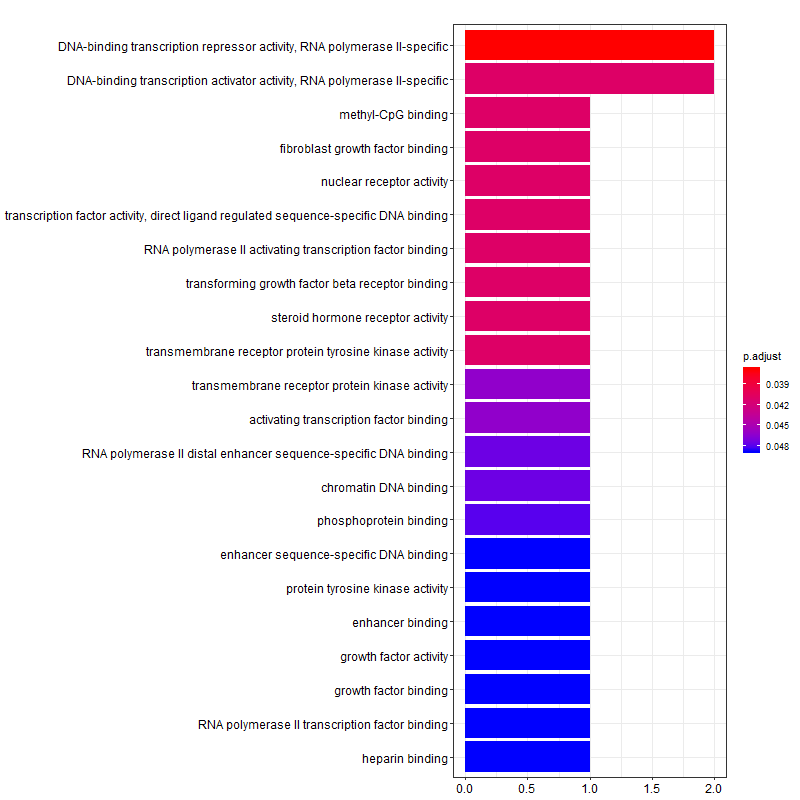 DNA-binding transcription repressor activity, RNA polymerase II-specific
DNA-binding transcription activator activity, RNA polymerase II-specific
methyl-CpG binding
fibroblast growth factor binding
nuclear receptor activity
transcription factor activity, direct ligand regulated sequence-specific DNA binding
RNA polymerase II activating transcription factor binding
transforming growth factor beta receptor binding
steroid hormone receptor activity
transmembrane receptor protein tyrosine kinase activity
transmembrane receptor protein kinase activity
activating transcription factor binding
RNA polymerase II distal enhancer sequence-specific DNA binding
chromatin DNA binding
phosphoprotein binding
enhancer sequence-specific DNA binding
protein tyrosine kinase activity
enhancer binding
growth factor activity
growth factor binding
RNA polymerase II transcription factor binding
heparin binding
0.0 0.5 1.0 1.5 2.0
p.adjust
0.039
0.042
0.045
0.048